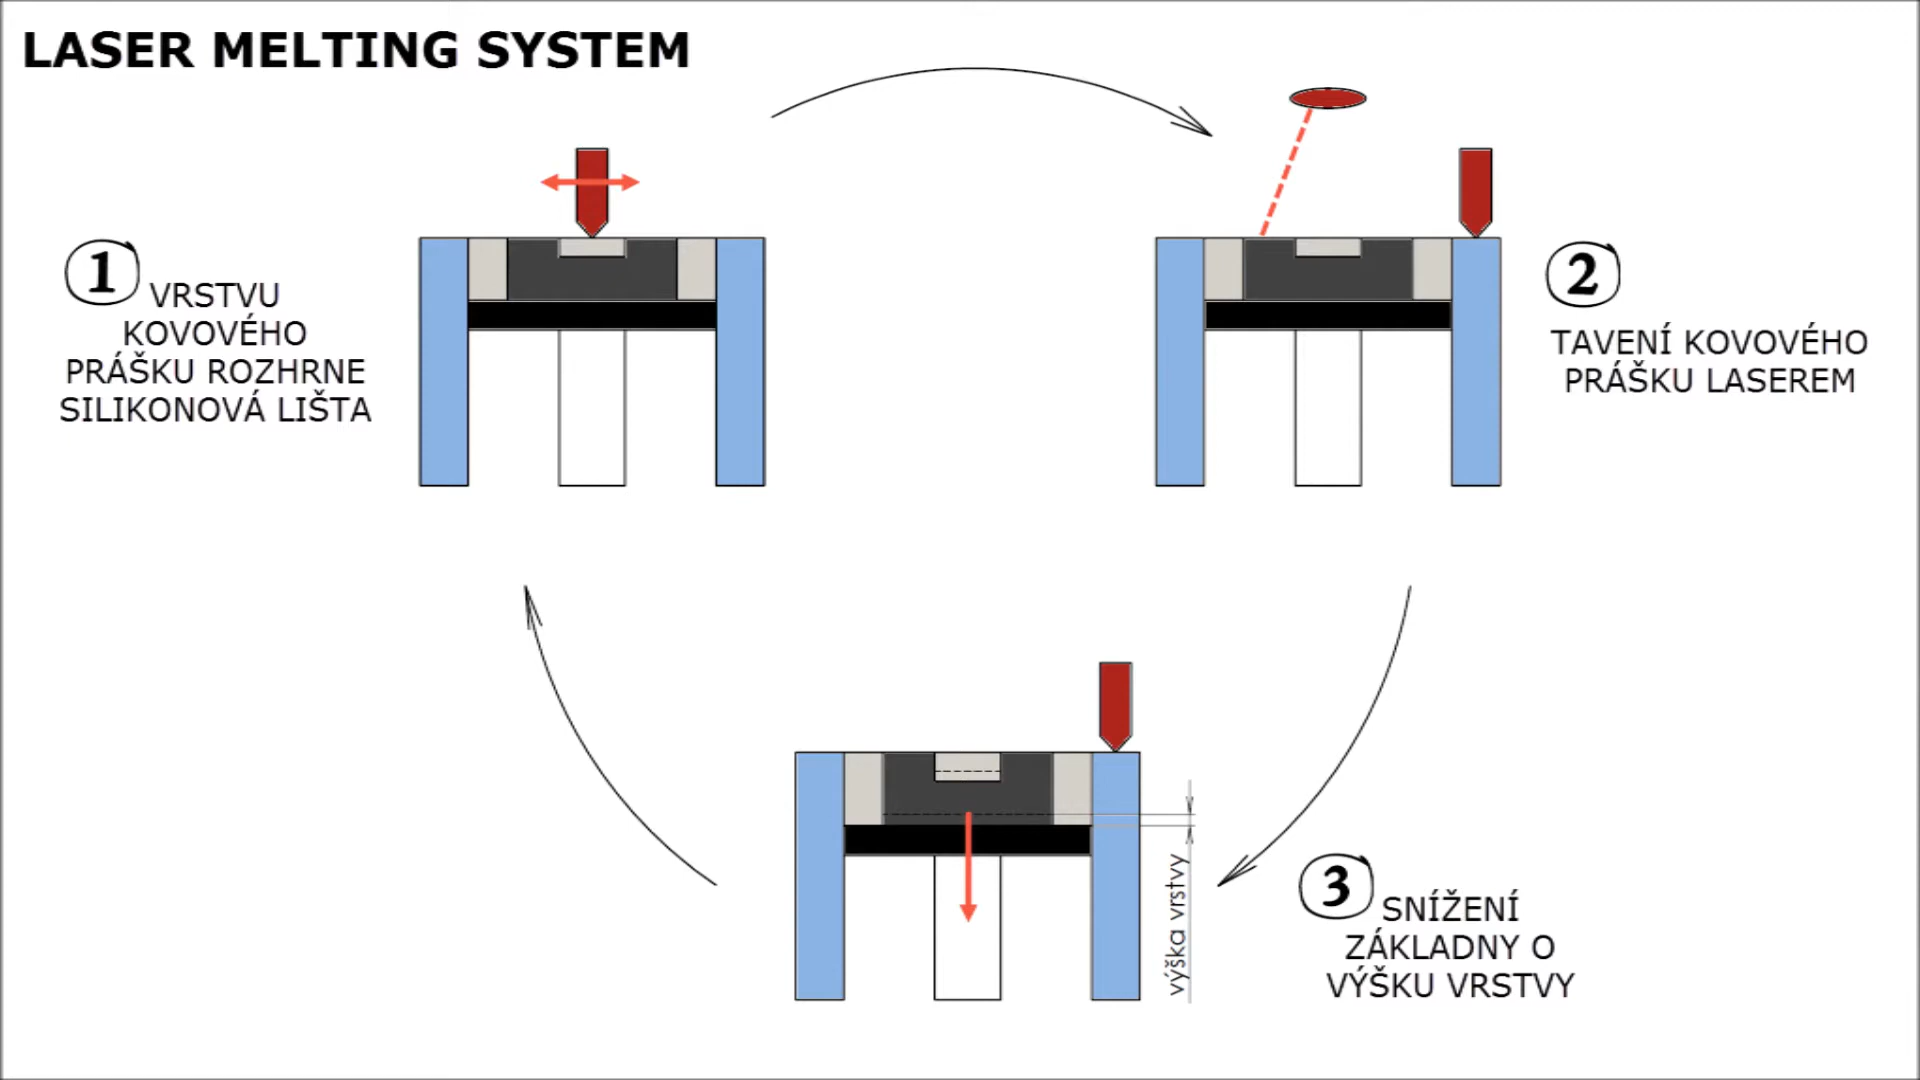 LASER MELTING SYSTEM
1
VRSTVU
KOVOVÉHO
PRÁŠKU ROZHRNE
SILIKONOVÁ LIŠTA
2
TAVENÍ KOVOVÉHO
PRÁŠKU LASEREM
výška vrstvy
3
SNÍŽENÍ
ZÁKLADNY O
VÝŠKU VRSTVY